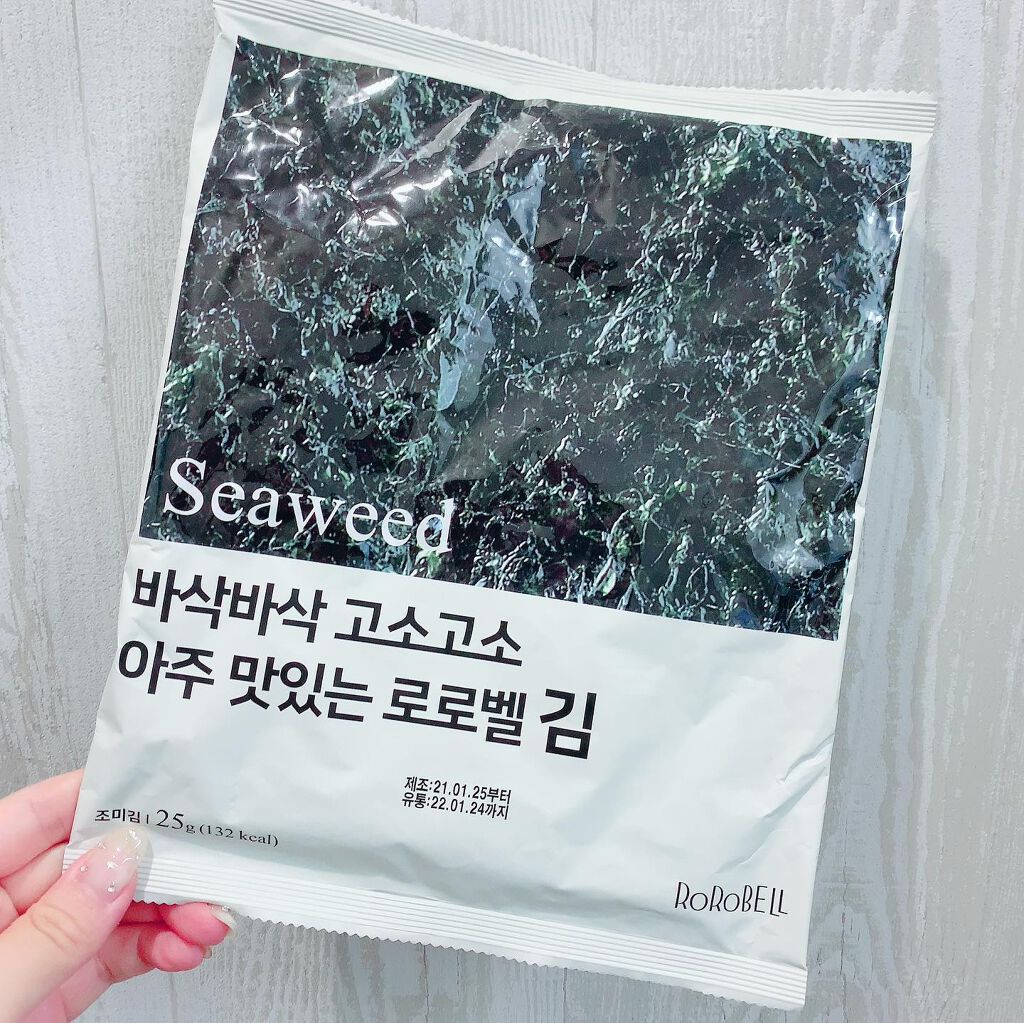 Seaweed
바삭바삭 고소고소
아주 맛있는 로로벨 김
제조:21.01.25부터
유통:22.01.24까지
조미김 | 25g (132 kcal)
RoRoBELL